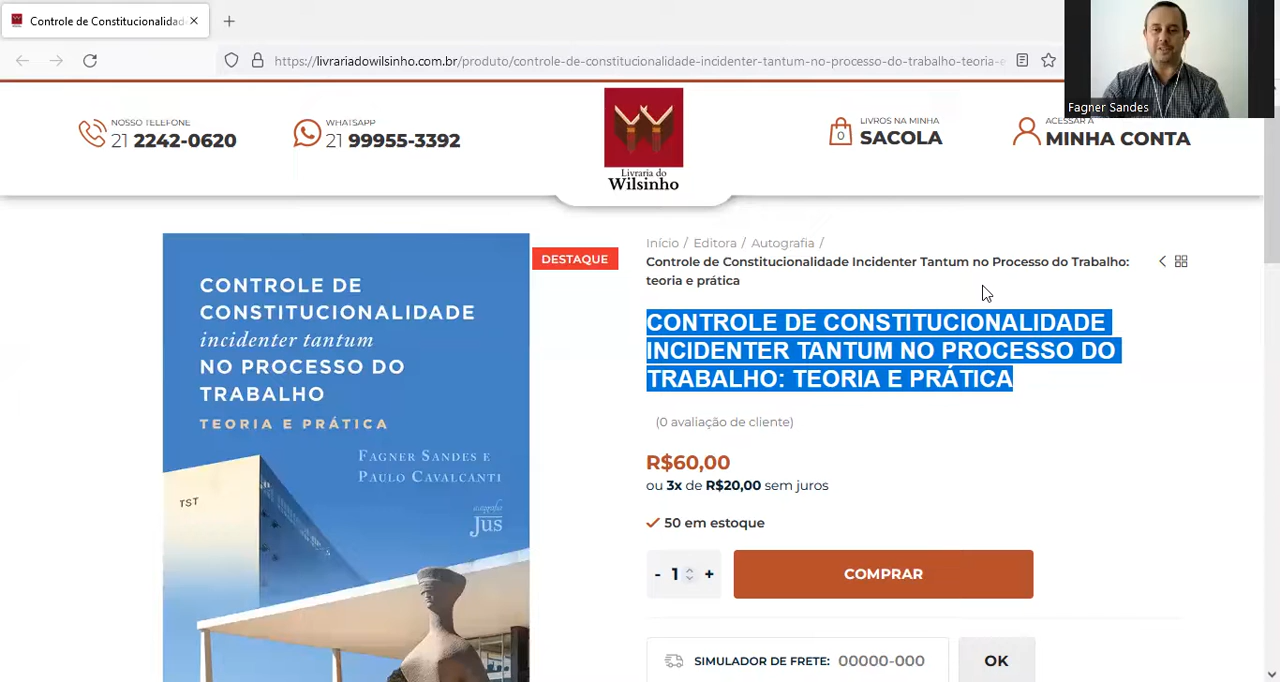 Controle de Constitucionalidad
https://livrariadowilsinho.com.br/produto/controle-de-constitucionalidade-incidenter-tantum-no-processo-do-trabalho-teoria-e
Fagner Sandes
NOSSO TELEFONE
21 2242-0620
WHATSAPP
21 99955-3392
Livraria do
Wilsinho
LIVROS NA MINHA
SACOLA
0
ACESSAR A
MINHA CONTA
CONTROLE DE
CONSTITUCIONALIDADE
incidenter tantum
NO PROCESSO DO
TRABALHO
TEORIA E PRÁTICA
FAGNER SANDES E
PAULO CAVALCANTI
autografia
Jus
TST
DESTAQUE
Início / Editora / Autografia /
Controle de Constitucionalidade Incidenter Tantum no Processo do Trabalho:
teoria e prática
CONTROLE DE CONSTITUCIONALIDADE
INCIDENTER TANTUM NO PROCESSO DO
TRABALHO: TEORIA E PRÁTICA
(0 avaliação de cliente)
R$60,00
ou 3x de R$20,00 sem juros
50 em estoque
- 1 +
COMPRAR
SIMULADOR DE FRETE: 00000-000
OK